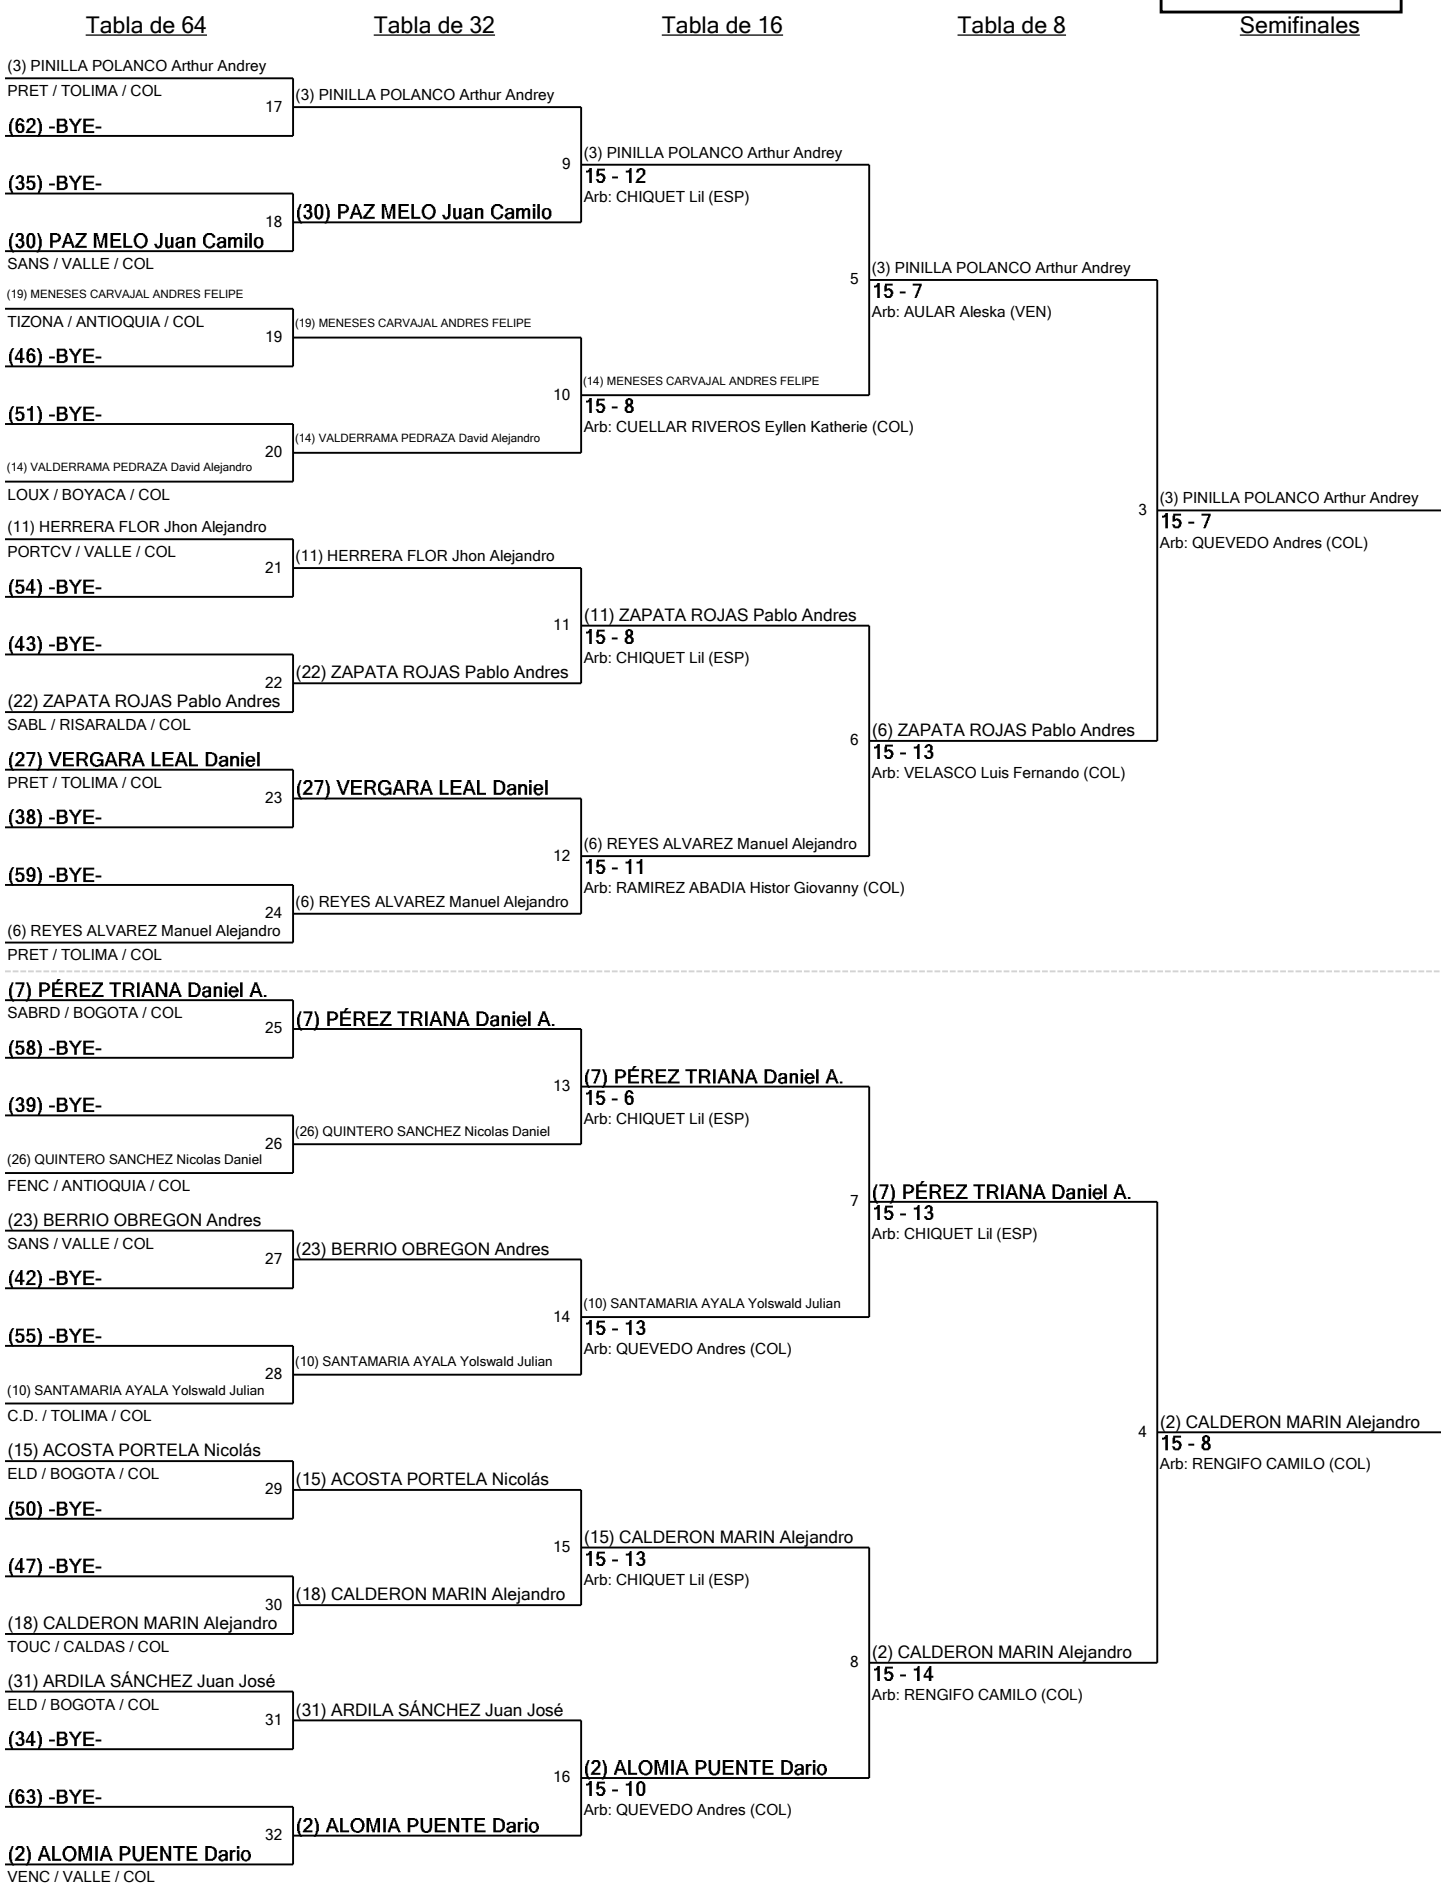 Tabla de 64
Tabla de 32
Tabla de 16
Tabla de 8
Semifinales
(3) PINILLA POLANCO Arthur Andrey
PRET / TOLIMA / COL
17
(62) -BYE-
(35) -BYE-
18
(30) PAZ MELO Juan Camilo
SANS / VALLE / COL
(19) MENESES CARVAJAL ANDRES FELIPE
TIZONA / ANTIOQUIA / COL
19
(46) -BYE-
(51) -BYE-
20
(14) VALDERRAMA PEDRAZA David Alejandro
LOUX / BOYACA / COL
(11) HERRERA FLOR Jhon Alejandro
PORTCV / VALLE / COL
21
(54) -BYE-
(43) -BYE-
22
(22) ZAPATA ROJAS Pablo Andres
SABL / RISARALDA / COL
(27) VERGARA LEAL Daniel
PRET / TOLIMA / COL
23
(38) -BYE-
(59) -BYE-
24
(6) REYES ALVAREZ Manuel Alejandro
PRET / TOLIMA / COL
(7) PÉREZ TRIANA Daniel A.
SABRD / BOGOTA / COL
25
(58) -BYE-
(39) -BYE-
26
(26) QUINTERO SANCHEZ Nicolas Daniel
FENC / ANTIOQUIA / COL
(23) BERRIO OBREGON Andres
SANS / VALLE / COL
27
(42) -BYE-
(55) -BYE-
28
(10) SANTAMARIA AYALA Yolswald Julian
C.D. / TOLIMA / COL
(15) ACOSTA PORTELA Nicolás
ELD / BOGOTA / COL
29
(50) -BYE-
(47) -BYE-
30
(18) CALDERON MARIN Alejandro
TOUC / CALDAS / COL
(31) ARDILA SÁNCHEZ Juan José
ELD / BOGOTA / COL
31
(34) -BYE-
(63) -BYE-
32
(2) ALOMIA PUENTE Dario
VENC / VALLE / COL
(3) PINILLA POLANCO Arthur Andrey
9
(30) PAZ MELO Juan Camilo
(19) MENESES CARVAJAL ANDRES FELIPE
10
(14) VALDERRAMA PEDRAZA David Alejandro
(11) HERRERA FLOR Jhon Alejandro
11
(22) ZAPATA ROJAS Pablo Andres
(27) VERGARA LEAL Daniel
12
(6) REYES ALVAREZ Manuel Alejandro
(7) PÉREZ TRIANA Daniel A.
13
(26) QUINTERO SANCHEZ Nicolas Daniel
(23) BERRIO OBREGON Andres
14
(10) SANTAMARIA AYALA Yolswald Julian
(15) ACOSTA PORTELA Nicolás
15
(18) CALDERON MARIN Alejandro
(31) ARDILA SÁNCHEZ Juan José
16
(2) ALOMIA PUENTE Dario
(3) PINILLA POLANCO Arthur Andrey
15 - 12
Arb: CHIQUET Lil (ESP)
5
(14) MENESES CARVAJAL ANDRES FELIPE
15 - 8
Arb: CUELLAR RIVEROS Eyllen Katherie (COL)
(11) ZAPATA ROJAS Pablo Andres
15 - 8
Arb: CHIQUET Lil (ESP)
6
(6) REYES ALVAREZ Manuel Alejandro
15 - 11
Arb: RAMIREZ ABADIA Histor Giovanny (COL)
(7) PÉREZ TRIANA Daniel A.
15 - 6
Arb: CHIQUET Lil (ESP)
7
(10) SANTAMARIA AYALA Yolswald Julian
15 - 13
Arb: QUEVEDO Andres (COL)
(15) CALDERON MARIN Alejandro
15 - 13
Arb: CHIQUET Lil (ESP)
8
(2) ALOMIA PUENTE Dario
15 - 10
Arb: QUEVEDO Andres (COL)
(3) PINILLA POLANCO Arthur Andrey
15 - 7
Arb: AULAR Aleska (VEN)
3
(6) ZAPATA ROJAS Pablo Andres
15 - 13
Arb: VELASCO Luis Fernando (COL)
(7) PÉREZ TRIANA Daniel A.
15 - 13
Arb: CHIQUET Lil (ESP)
4
(2) CALDERON MARIN Alejandro
15 - 14
Arb: RENGIFO CAMILO (COL)
(3) PINILLA POLANCO Arthur Andrey
15 - 7
Arb: QUEVEDO Andres (COL)
(2) CALDERON MARIN Alejandro
15 - 8
Arb: RENGIFO CAMILO (COL)